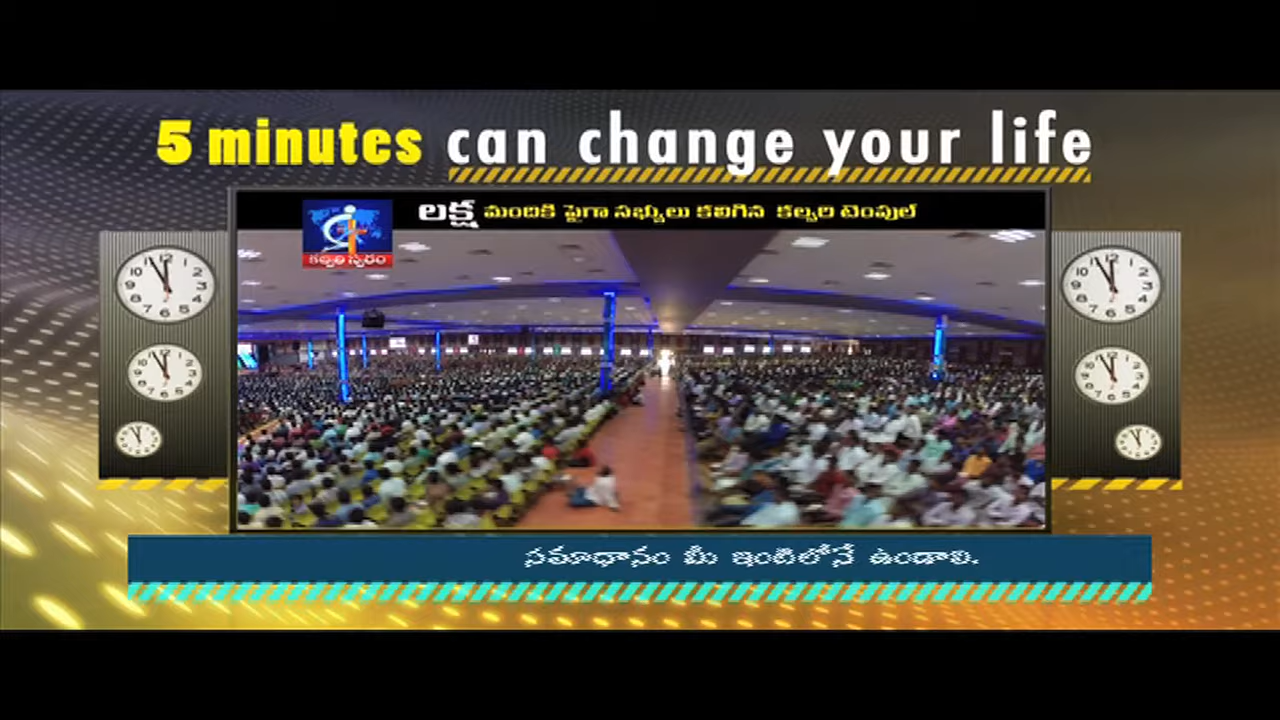 5 minutes can change your life
లక్ష మందికి పైగా సభ్యులు కలిగిన కల్వరి టెంపుల్
కల్వరి స్వరం
సమాధానం మీ ఇంటిలోనే ఉండాలి.